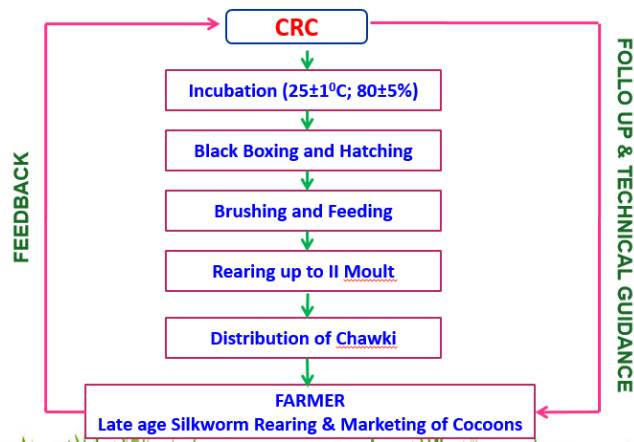 CRC
Incubation (25±1⁰C; 80±5%)
Black Boxing and Hatching
Brushing and Feeding
Rearing up to II Moult
Distribution of Chawki
FARMER
Late age Silkworm Rearing & Marketing of Cocoons
FEEDBACK
FOLLO UP & TECHNICAL GUIDANCE